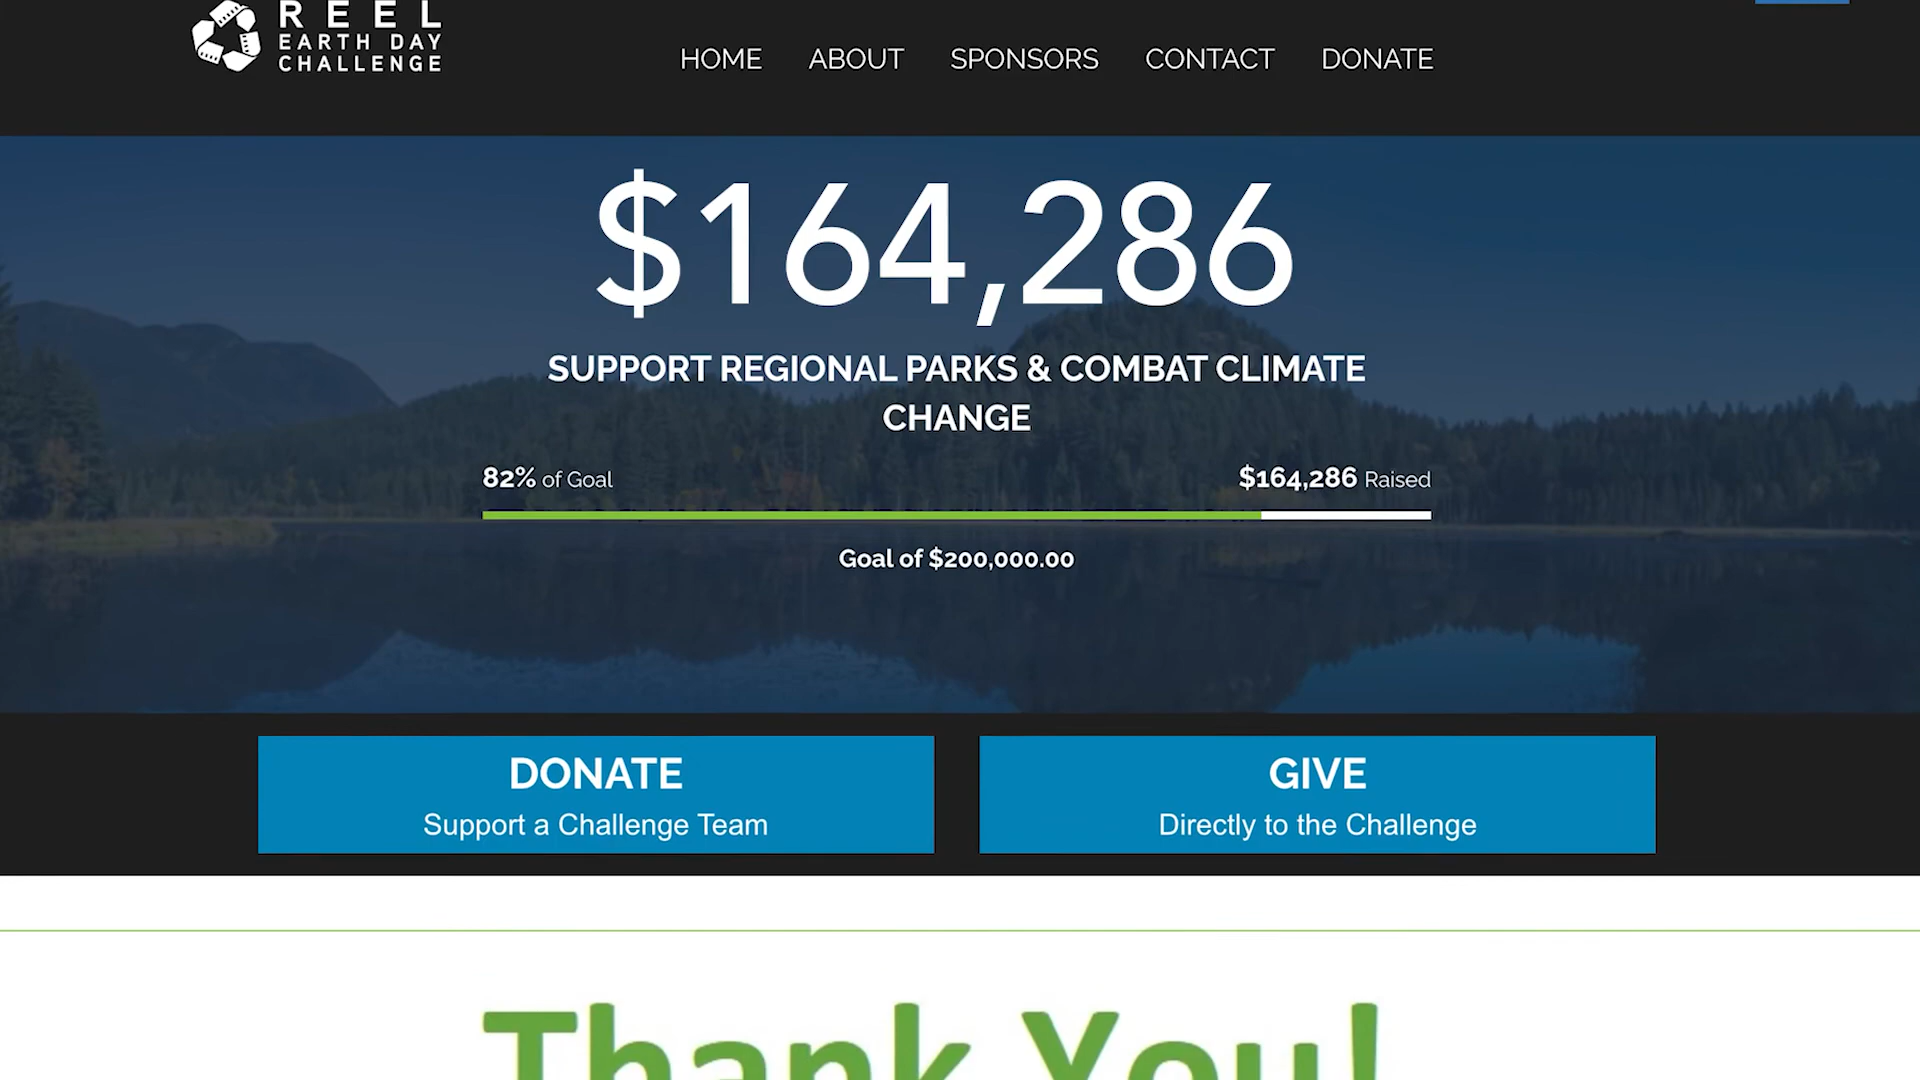 REEL
EARTH DAY
CHALLENGE
HOME ABOUT SPONSORS CONTACT DONATE
$164,286
SUPPORT REGIONAL PARKS & COMBAT CLIMATE
CHANGE
82% of Goal $164,286 Raised
Goal of $200,000.00
DONATE
Support a Challenge Team
GIVE
Directly to the Challenge
Thank You!